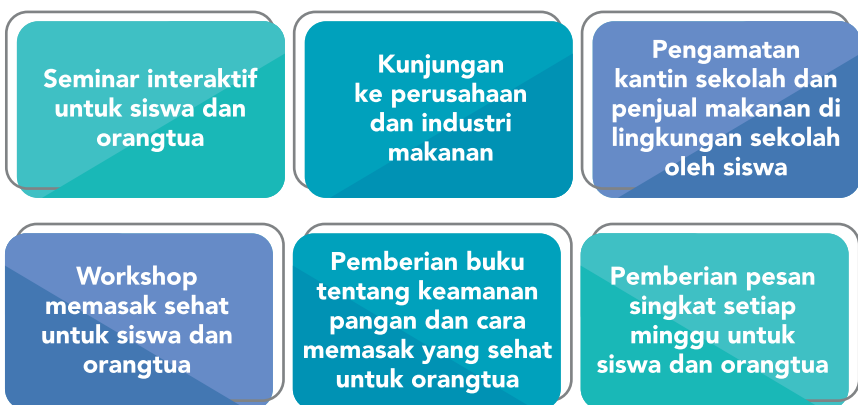 Seminar interaktif
untuk siswa dan
orangtua
Kunjungan
ke perusahaan
dan industri
makanan
Pengamatan
kantin sekolah dan
penjual makanan di
lingkungan sekolah
oleh siswa
Workshop
memasak sehat
untuk siswa dan
orangtua
Pemberian buku
tentang keamanan
pangan dan cara
memasak yang sehat
untuk orangtua
Pemberian pesan
singkat setiap
minggu untuk
siswa dan orangtua